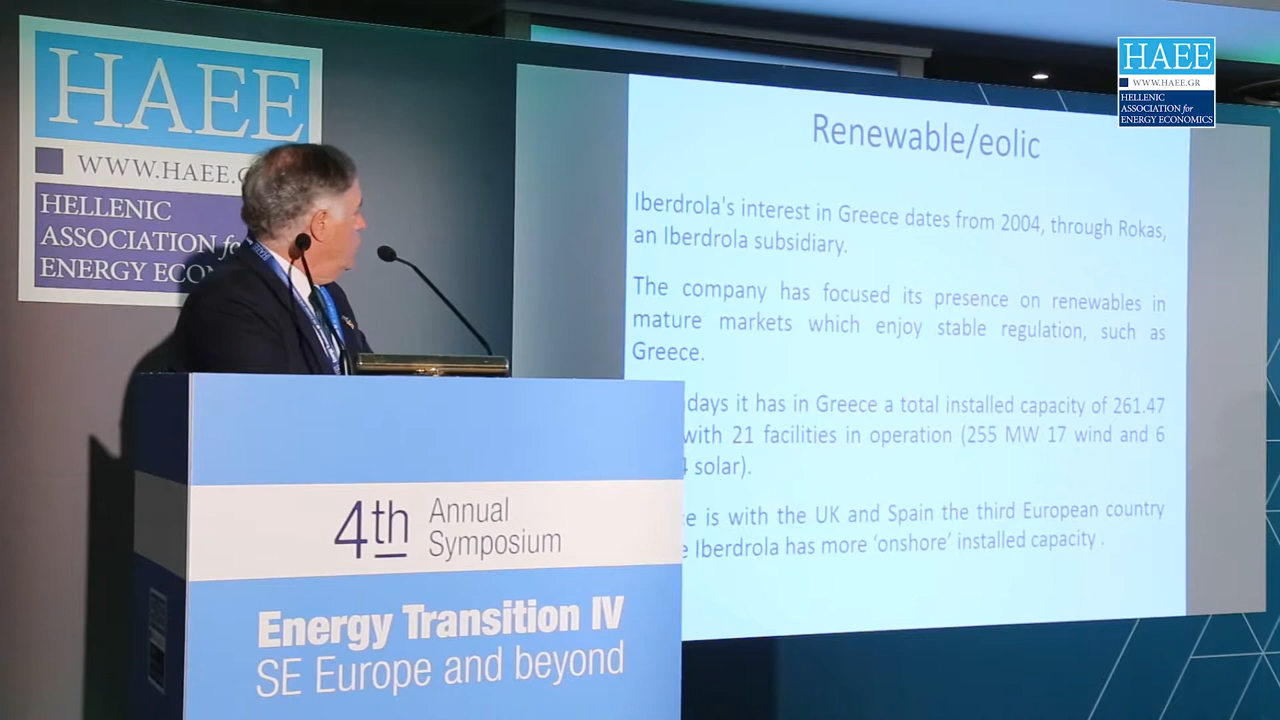 HAEE
WWW.HAEE.G
HELLENIC
ASSOCIATION
ENERGY
Renewable/eolic
Iberdrola's interest in Greece dates from 2004, through Rokas,
an Iberdrola subsidiary.
The company has focused its presence on renewables in
mature markets which enjoy stable regulation, such as
Greece.
days it has in Greece a total installed capacity of 261.47
with 21 facilities in operation (255 MW 17 wind and 6
solar).
is with the UK and Spain the third European country
Iberdrola has more ‘onshore’ installed capacity .
HAEE
WWW.HAEE.GR
HELLENIC
ASSOCIATION for
ENERGY ECONOMICS
4th Annual
Symposium
Energy Transition IV
SE Europe and beyond